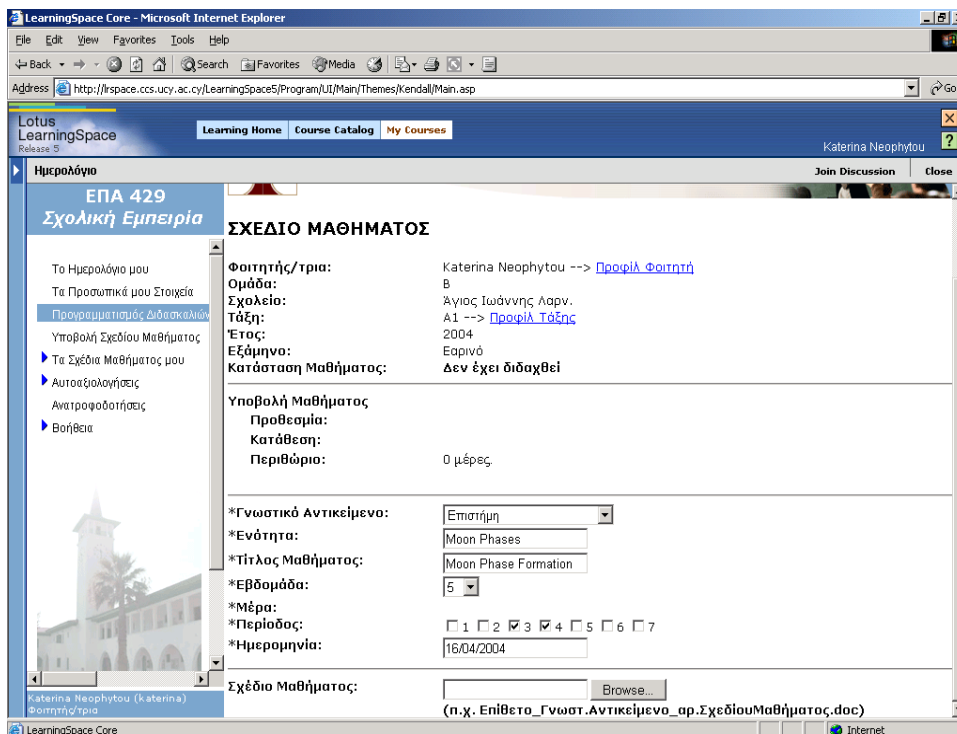 LearningSpace Core - Microsoft Internet Explorer
File Edit View Favorites Tools Help
Back Search Favorites Media
Address http://lrspace.ccs.ucy.ac.cy/LearningSpace5/Program/UI/Main/Themes/Kendall/Main.asp Go
Lotus
LearningSpace
Release 5
Learning Home Course Catalog My Courses
Katerina Neophytou ?
Ημερολόγιο Join Discussion Close
ΕΠΑ 429
Σχολική Εμπειρία
Το Ημερολόγιο μου
Τα Προσωπικά μου Στοιχεία
Προγραμματισμός Διδασκαλιών
Υποβολή Σχεδίου Μαθήματος
Τα Σχέδια Μαθήματος μου
Αυτοαξιολογήσεις
Ανατροφοδοτήσεις
Βοήθεια
Katerina Neophytou (katerina)
Φοιτητής/τρια
ΣΧΕΔΙΟ ΜΑΘΗΜΑΤΟΣ
Φοιτητής/τρια: Katerina Neophytou --> Προφίλ Φοιτητή
Ομάδα: Β
Σχολείο: Άγιος Ιωάννης Λαρν.
Τάξη: Α1 --> Προφίλ Τάξης
Έτος: 2004
Εξάμηνο: Εαρινό
Κατάσταση Μαθήματος: Δεν έχει διδαχθεί
Υποβολή Μαθήματος
Προθεσμία:
Κατάθεση:
Περιθώριο: 0 μέρες.
*Γνωστικό Αντικείμενο: Επιστήμη
*Ενότητα: Moon Phases
*Τίτλος Μαθήματος: Moon Phase Formation
*Εβδομάδα: 5
*Μέρα:
*Περίοδος: 1 2 3 4 5 6 7
*Ημερομηνία: 16/04/2004
Σχέδιο Μαθήματος: Browse...
(π.χ. Επίθετο_Γνωστ.Αντικείμενο_αρ.ΣχεδίουΜαθήματος.doc)
LearningSpace Core Internet